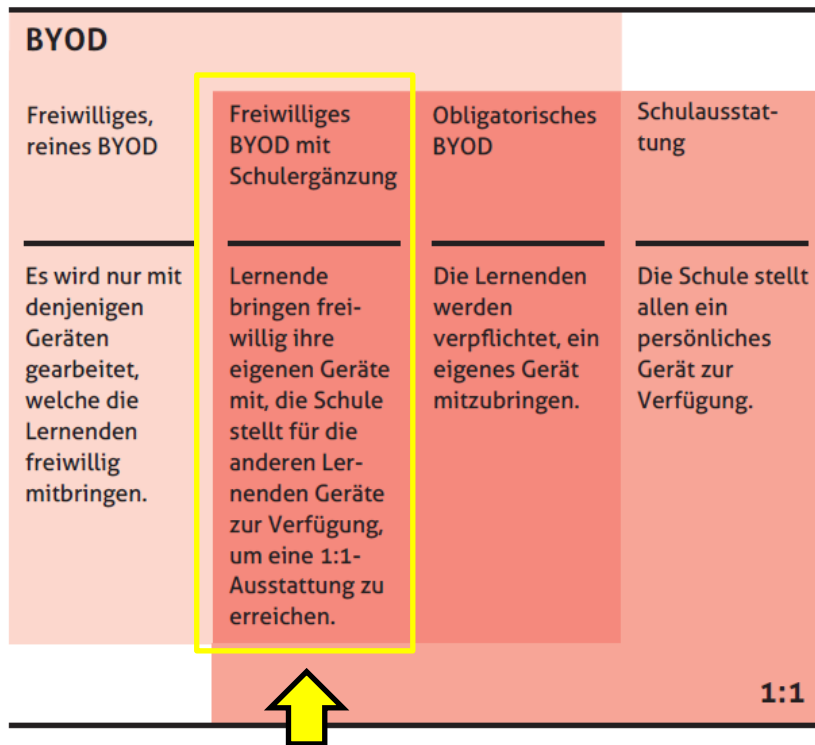 BYOD
Freiwilliges,
reines BYOD
Es wird nur mit
denjenigen
Geräten
gearbeitet,
welche die
Lernenden
freiwillig
mitbringen.
Freiwilliges
BYOD mit
Schulergänzung
Lernende
bringen frei-
willig ihre
eigenen Geräte
mit, die Schule
stellt für die
anderen Ler-
nenden Geräte
zur Verfügung,
um eine 1:1-
Ausstattung zu
erreichen.
Obligatorisches
BYOD
Die Lernenden
werden
verpflichtet, ein
eigenes Gerät
mitzubringen.
Schulausstat-
tung
Die Schule stellt
allen ein
persönliches
Gerät zur
Verfügung.
1:1